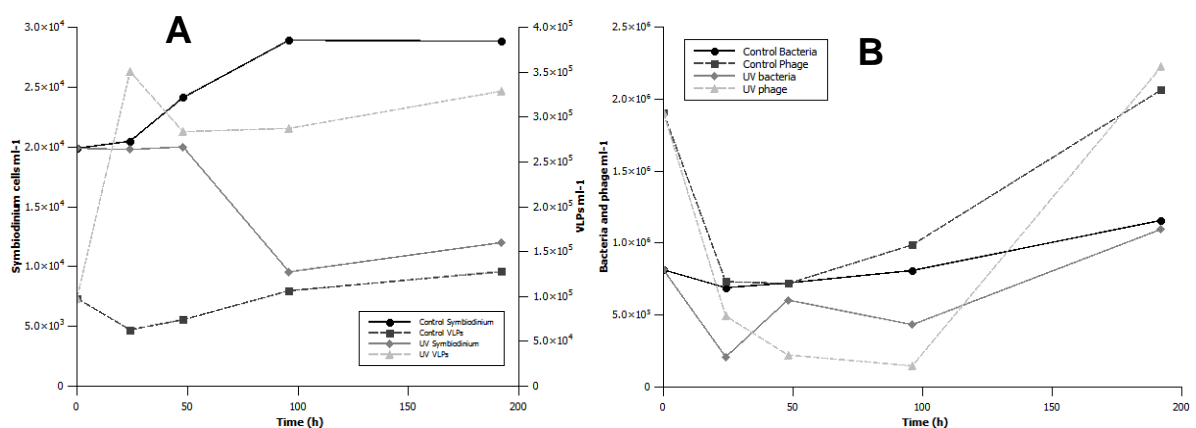 A
3.0×10⁴
2.5×10⁴
2.0×10⁴
1.5×10⁴
1.0×10⁴
5.0×10³
0
Symbiodinium cells ml-1
4.0×10⁵
3.5×10⁵
3.0×10⁵
2.5×10⁵
2.0×10⁵
1.5×10⁵
1.0×10⁵
5.0×10⁴
0
VLPs ml-1
Control Symbiodinium
Control VLPs
UV Symbiodinium
UV VLPs
0 50 100 150 200
Time (h)
B
2.5×10⁶
2.0×10⁶
1.5×10⁶
1.0×10⁶
5.0×10⁵
0
Bacteria and phage ml-1
Control Bacteria
Control Phage
UV bacteria
UV phage
0 50 100 150 200
Time (h)